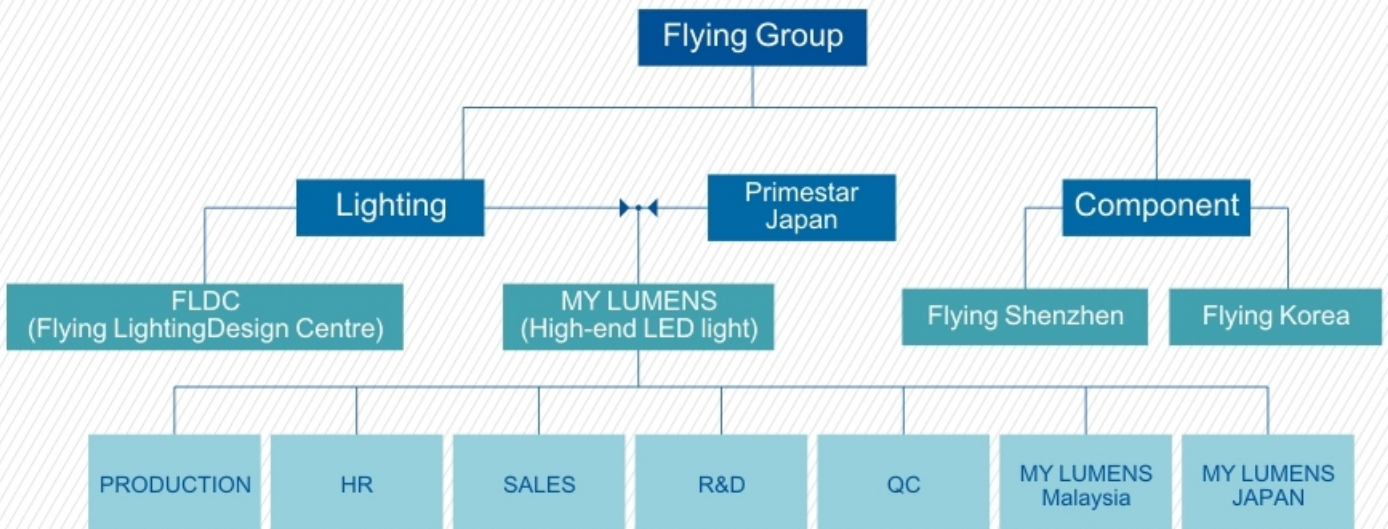 Flying Group
Lighting
Primestar
Japan
Component
FLDC
(Flying LightingDesign Centre)
MY LUMENS
(High-end LED light)
Flying Shenzhen
Flying Korea
PRODUCTION
HR
SALES
R&D
QC
MY LUMENS
Malaysia
MY LUMENS
JAPAN